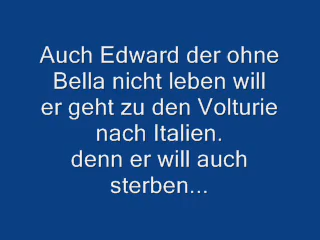 Auch Edward der ohne
Bella nicht leben will
er geht zu den Volturie
nach Italien.
denn er will auch
sterben...